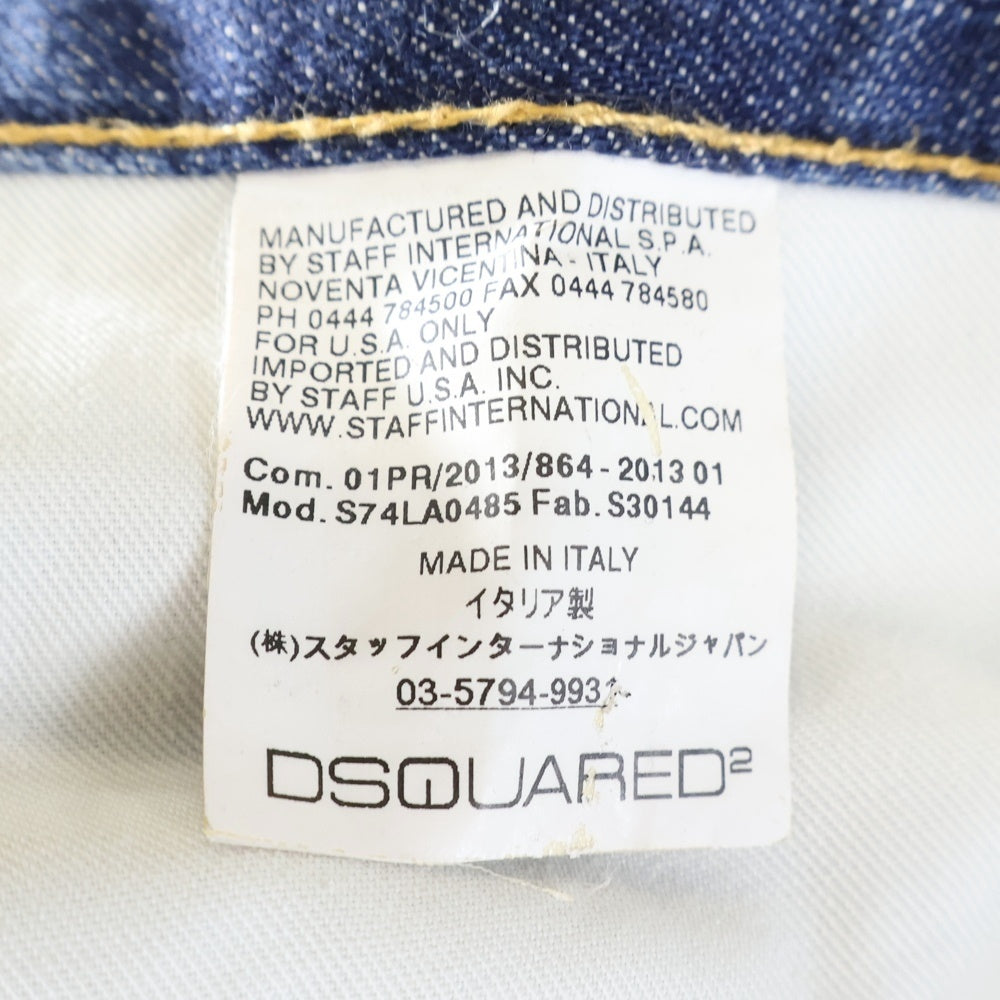 MANUFACTURED AND DISTRIBUTED
BY STAFF INTERNATIONAL S.P.A.
NOVENTA VICENTINA - ITALY
PH 0444 784500 FAX 0444 784580
FOR U.S.A. ONLY
IMPORTED AND DISTRIBUTED
BY STAFF U.S.A. INC.
WWW.STAFFINTERNATIONAL.COM
Com. 01PR/2013/864 - 2013 01
Mod. S74LA0485 Fab. S30144
MADE IN ITALY
イタリア製
(株)スタッフインターナショナルジャパン
DSQUARED²